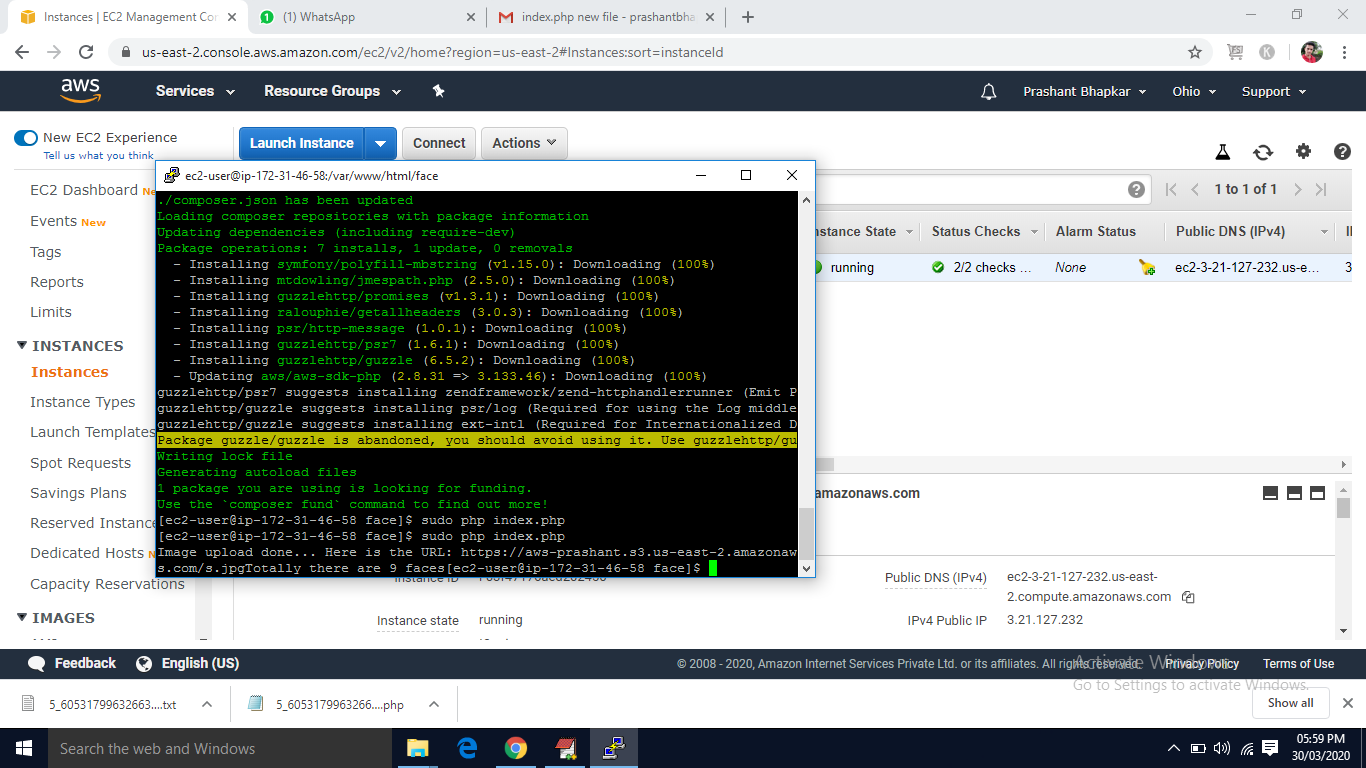 Instances | EC2 Management Con
(1) WhatsApp
index.php new file - prashantbha
us-east-2.console.aws.amazon.com/ec2/v2/home?region=us-east-2#Instances:sort=instanceId
K
aws
Services
Resource Groups
Prashant Bhapkar
Ohio
Support
New EC2 Experience
Tell us what you think
Launch Instance
Connect
Actions
EC2 Dashboard
Events New
Tags
Reports
Limits
INSTANCES
Instances
Instance Types
Launch Templates
Spot Requests
Savings Plans
Reserved Instance
Dedicated Hosts
Capacity Reservations
IMAGES
1 to 1 of 1
nstance State
Status Checks
Alarm Status
Public DNS (IPv4)
running
2/2 checks ...
None
ec2-3-21-127-232.us-e...
3
ec2-user@ip-172-31-46-58:/var/www/html/face
./composer.json has been updated
Loading composer repositories with package information
Updating dependencies (including require-dev)
Package operations: 7 installs, 1 update, 0 removals
- Installing symfony/polyfill-mbstring (v1.15.0): Downloading (100%)
- Installing mtdowling/jmespath.php (2.5.0): Downloading (100%)
- Installing guzzlehttp/promises (v1.3.1): Downloading (100%)
- Installing ralouphie/getallheaders (3.0.3): Downloading (100%)
- Installing psr/http-message (1.0.1): Downloading (100%)
- Installing guzzlehttp/psr7 (1.6.1): Downloading (100%)
- Installing guzzlehttp/guzzle (6.5.2): Downloading (100%)
- Updating aws/aws-sdk-php (2.8.31 => 3.133.46): Downloading (100%)
guzzlehttp/psr7 suggests installing zendframework/zend-httphandlerrunner (Emit P
guzzlehttp/guzzle suggests installing psr/log (Required for using the Log middle
guzzlehttp/guzzle suggests installing ext-intl (Required for Internationalized D
Package guzzle/guzzle is abandoned, you should avoid using it. Use guzzlehttp/gu
Writing lock file
Generating autoload files
1 package you are using is looking for funding.
Use the `composer fund` command to find out more!
[ec2-user@ip-172-31-46-58 face]$ sudo php index.php
[ec2-user@ip-172-31-46-58 face]$ sudo php index.php
Image upload done... Here is the URL: https://aws-prashant.s3.us-east-2.amazonaw
s.com/s.jpgTotally there are 9 faces[ec2-user@ip-172-31-46-58 face]$
amazonaws.com
Instance state
running
Public DNS (IPv4)
ec2-3-21-127-232.us-east-
2.compute.amazonaws.com
IPv4 Public IP
3.21.127.232
Feedback
English (US)
© 2008 - 2020, Amazon Internet Services Private Ltd. or its affiliates. All rights reserved.
Privacy Policy
Terms of Use
Activate Windows
Go to Settings to activate Windows.
5_60531799632663....txt
5_6053179963266....php
Show all
Search the web and Windows
05:59 PM
30/03/2020